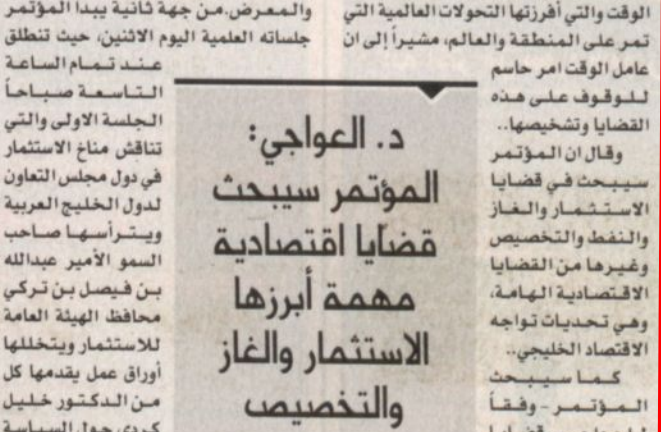 الوقت والتي أفرزتها التحولات العالمية التي
تمر على المنطقة والعالم، مشيراً إلى ان
عامل الوقت امر حاسم
للوقوف على هذه
القضايا وتشخيصها..
وقال ان المؤتمر
سيبحث في قضايا
الاستثمار والغاز
والنفط والتخصيص
وغيرها من القضايا
الاقتصادية الهامة،
وهي تحديات تواجه
الاقتصاد الخليجي..
كما سيبحث
المؤتمر - وفقاً
قضايا
د. العواجي:
المؤتمر سيبحث
قضايا اقتصادية
مهمة أبرزها
الاستثمار والغاز
والتخصيص
والمعرض.من جهة ثانية يبدأ المؤتمر
جلساته العلمية اليوم الاثنين، حيث تنطلق
عند تمام الساعة
التاسعة صباحاً
الجلسة الاولى والتي
تناقش مناخ الاستثمار
في دول مجلس التعاون
لدول الخليج العربية
ويترأسها صاحب
السمو الأمير عبدالله
بن فيصل بن تركي
محافظ الهيئة العامة
للاستثمار ويتخللها
أوراق عمل يقدمها كل
من الدكتور خليل
كردي حول السياسة